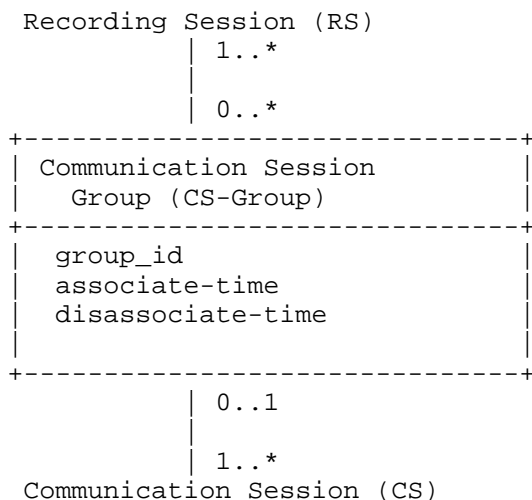 Recording Session (RS)
| 1..*
|
| 0..*
+-------------------------------+
| Communication Session |
| Group (CS-Group) |
+-------------------------------+
| group_id |
| associate-time |
| disassociate-time |
| |
+-------------------------------+
| 0..1
|
| 1..*
Communication Session (CS)